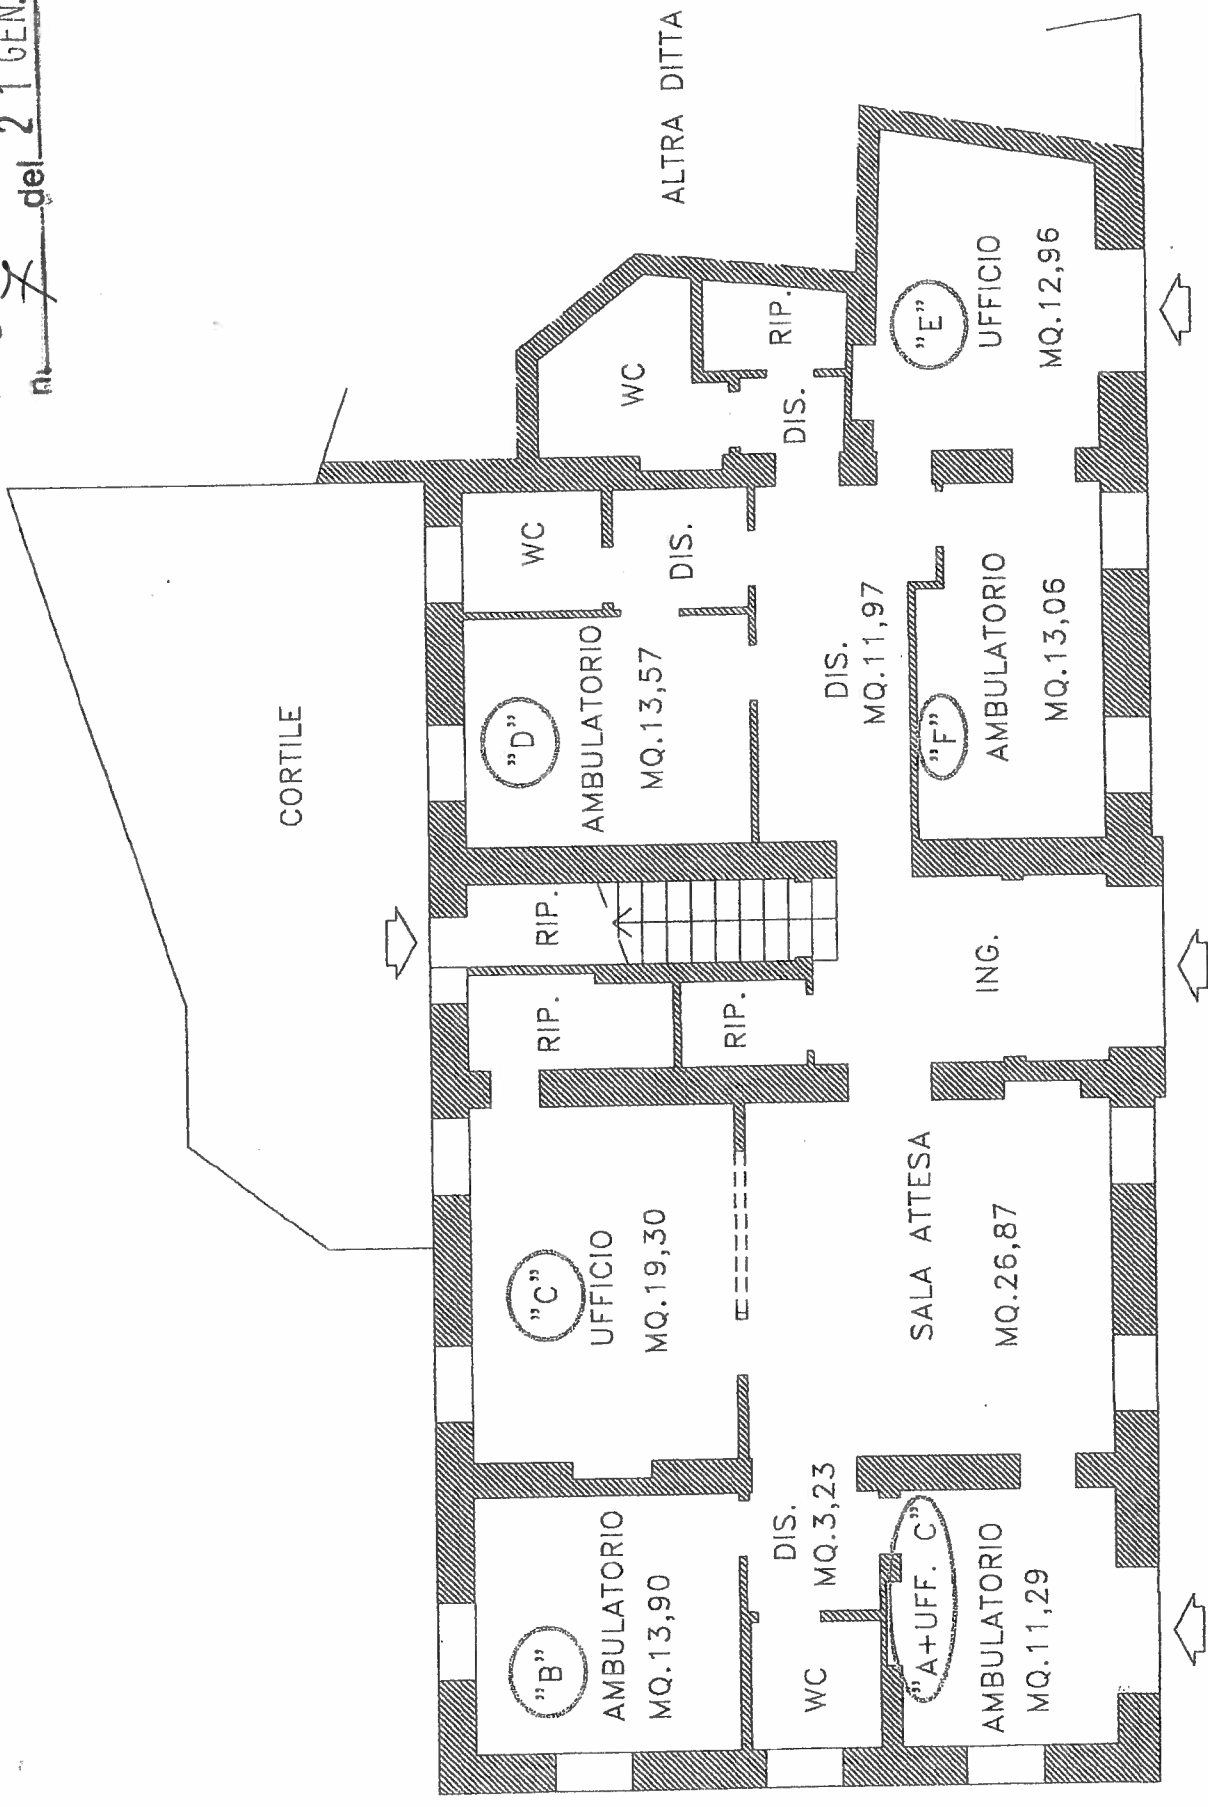 n. 7 del 21 GEN.
ALTRA DITTA
CORTILE
WC
RIP.
DIS.
"E"
UFFICIO
MQ.12,96
WC
DIS.
"D"
AMBULATORIO
MQ.13,57
DIS.
MQ.11,97
"F"
AMBULATORIO
MQ.13,06
RIP.
RIP.
RIP.
ING.
"C"
UFFICIO
MQ.19,30
SALA ATTESA
MQ.26,87
"B"
AMBULATORIO
MQ.13,90
DIS.
MQ.3,23
WC
"A+UFF. C"
AMBULATORIO
MQ.11,29